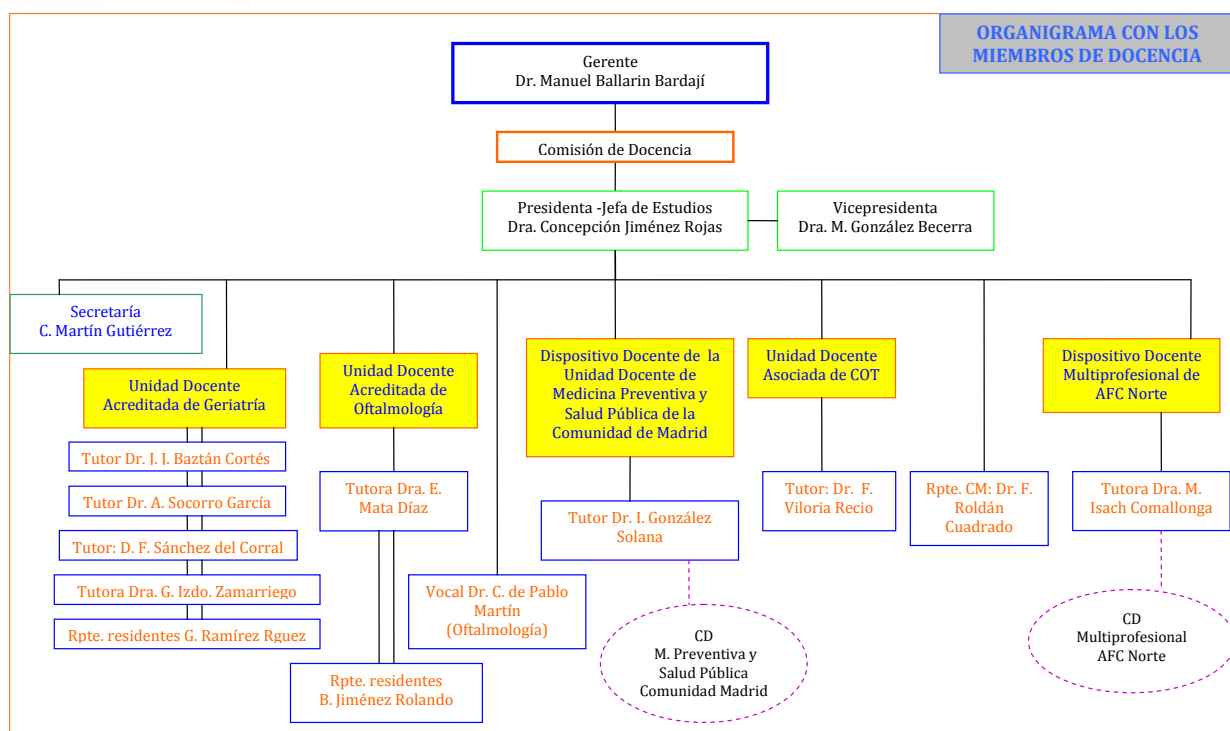 ORGANIGRAMA CON LOS
MIEMBROS DE DOCENCIA
Gerente
Dr. Manuel Ballarin Bardají
Comisión de Docencia
Presidenta -Jefa de Estudios
Dra. Concepción Jiménez Rojas
Vicepresidenta
Dra. M. González Becerra
Secretaría
C. Martín Gutiérrez
Unidad Docente
Acreditada de Geriatría
Tutor Dr. J. J. Baztán Cortés
Tutor Dr. A. Socorro García
Tutor: D. F. Sánchez del Corral
Tutora Dra. G. Izdo. Zamarriego
Rpte. residentes G. Ramírez Rguez
Unidad Docente
Acreditada de
Oftalmología
Tutora Dra. E.
Mata Díaz
Rpte. residentes
B. Jiménez Rolando
Vocal Dr. C. de Pablo
Martín
(Oftalmología)
Dispositivo Docente de la
Unidad Docente de
Medicina Preventiva y
Salud Pública de la
Comunidad de Madrid
Tutor Dr. I. González
Solana
CD
M. Preventiva y
Salud Pública
Comunidad Madrid
Unidad Docente
Asociada de COT
Tutor: Dr. F.
Viloria Recio
Rpte. CM: Dr. F.
Roldán
Cuadrado
Dispositivo Docente
Multiprofesional de
AFC Norte
Tutora Dra. M.
Isach Comallonga
CD
Multiprofesional
AFC Norte